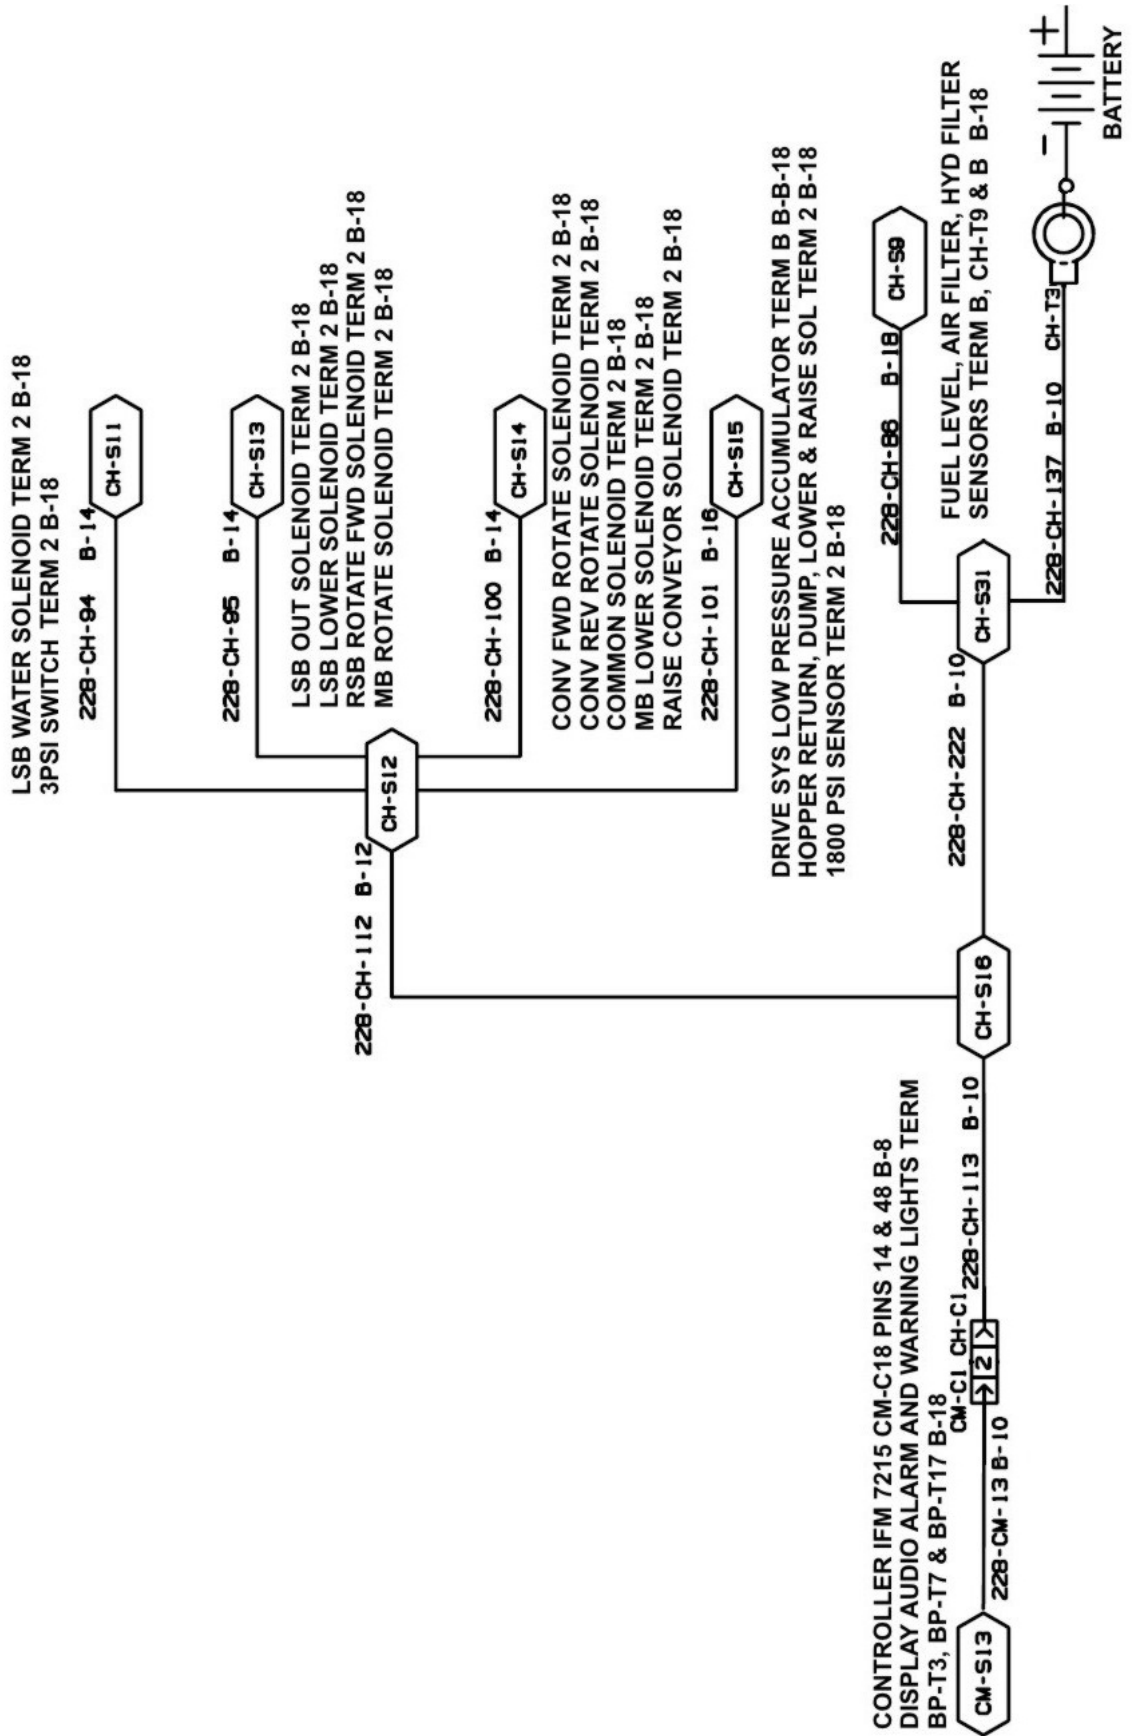 LSB WATER SOLENOID TERM 2 B-18
3PSI SWITCH TERM 2 B-18
228-CH-94 B-14
CH-S11
228-CH-95 B-14
CH-S13
LSB OUT SOLENOID TERM 2 B-18
LSB LOWER SOLENOID TERM 2 B-18
RSB ROTATE FWD SOLENOID TERM 2 B-18
MB ROTATE SOLENOID TERM 2 B-18
228-CH-112 B-12
CH-S12
228-CH-100 B-14
CH-S14
CONV FWD ROTATE SOLENOID TERM 2 B-18
CONV REV ROTATE SOLENOID TERM 2 B-18
COMMON SOLENOID TERM 2 B-18
MB LOWER SOLENOID TERM 2 B-18
RAISE CONVEYOR SOLENOID TERM 2 B-18
228-CH-101 B-16
CH-S15
DRIVE SYS LOW PRESSURE ACCUMULATOR TERM B B-B-18
HOPPER RETURN, DUMP, LOWER & RAISE SOL TERM 2 B-18
1800 PSI SENSOR TERM 2 B-18
CONTROLLER IFM 7215 CM-C18 PINS 14 & 48 B-8
DISPLAY AUDIO ALARM AND WARNING LIGHTS TERM
BP-T3, BP-T7 & BP-T17 B-18
CM-S13
228-CM-13 B-10
CM-C1 CH-C1
2
228-CH-113 B-10
CH-S16
228-CH-222 B-10
CH-S31
228-CH-86 B-18
CH-S9
FUEL LEVEL, AIR FILTER, HYD FILTER
SENSORS TERM B, CH-T9 & B B-18
228-CH-137 B-10 CH-T3
- +
BATTERY